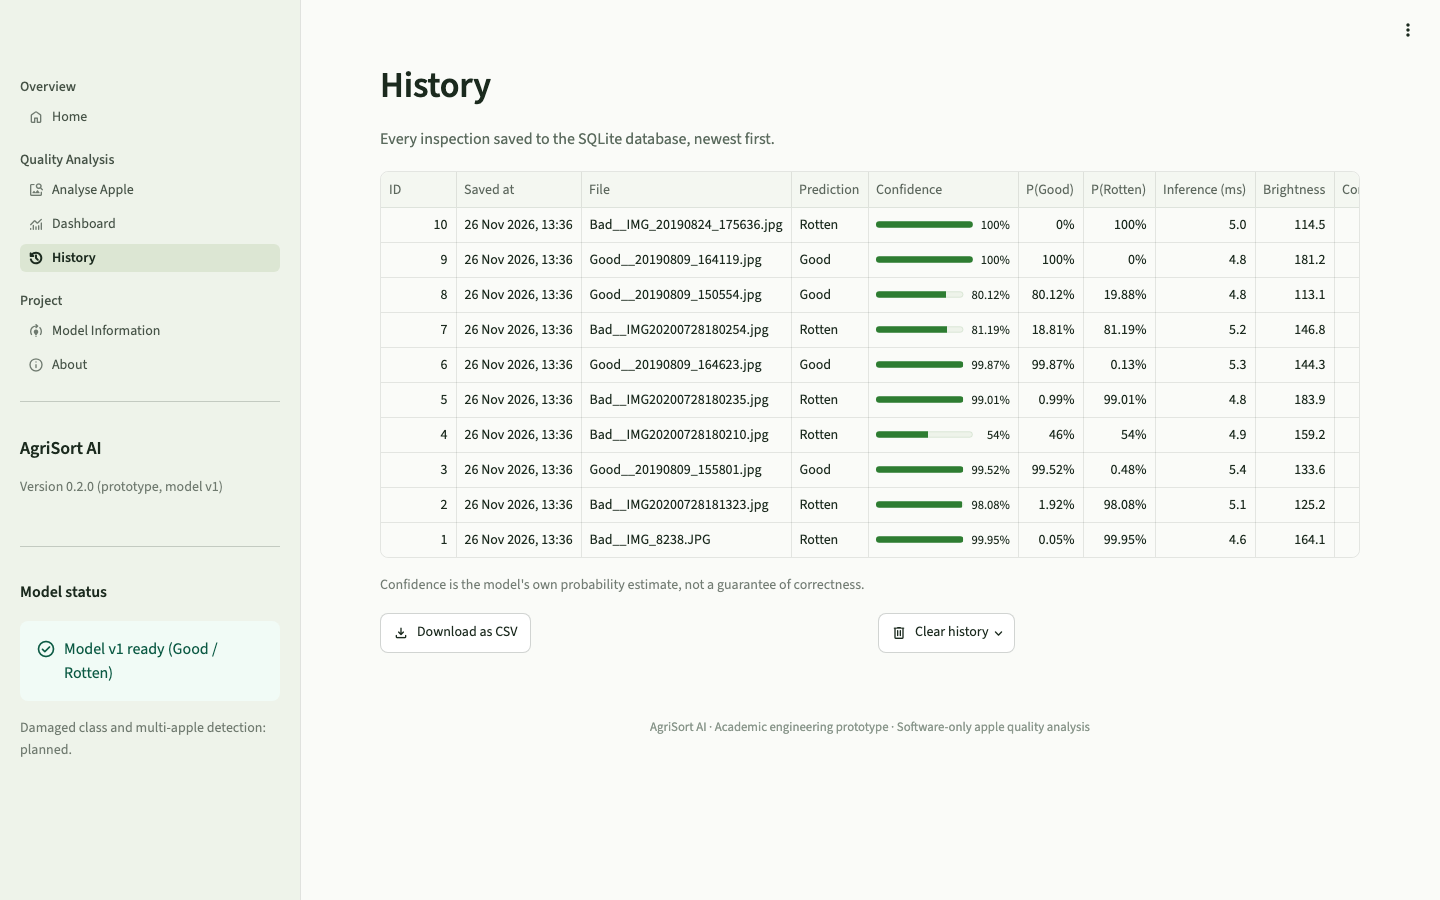 Overview
Home
Quality Analysis
Analyse Apple
Dashboard
History
Project
Model Information
About
AgriSort AI
Version 0.2.0 (prototype, model v1)
Model status
Model v1 ready (Good /
Rotten)
Damaged class and multi-apple detection:
planned.
History
Every inspection saved to the SQLite database, newest first.
ID Saved at File Prediction Confidence P(Good) P(Rotten) Inference (ms) Brightness
10 26 Nov 2026, 13:36 Bad__IMG_20190824_175636.jpg Rotten 100% 0% 100% 5.0 114.5
9 26 Nov 2026, 13:36 Good__20190809_164119.jpg Good 100% 100% 0% 4.8 181.2
8 26 Nov 2026, 13:36 Good__20190809_150554.jpg Good 80.12% 80.12% 19.88% 4.8 113.1
7 26 Nov 2026, 13:36 Bad__IMG20200728180254.jpg Rotten 81.19% 18.81% 81.19% 5.2 146.8
6 26 Nov 2026, 13:36 Good__20190809_164623.jpg Good 99.87% 99.87% 0.13% 5.3 144.3
5 26 Nov 2026, 13:36 Bad__IMG20200728180235.jpg Rotten 99.01% 0.99% 99.01% 4.8 183.9
4 26 Nov 2026, 13:36 Bad__IMG20200728180210.jpg Rotten 54% 46% 54% 4.9 159.2
3 26 Nov 2026, 13:36 Good__20190809_155801.jpg Good 99.52% 99.52% 0.48% 5.4 133.6
2 26 Nov 2026, 13:36 Bad__IMG20200728181323.jpg Rotten 98.08% 1.92% 98.08% 5.1 125.2
1 26 Nov 2026, 13:36 Bad__IMG_8238.JPG Rotten 99.95% 0.05% 99.95% 4.6 164.1
Confidence is the model's own probability estimate, not a guarantee of correctness.
Download as CSV
Clear history
AgriSort AI · Academic engineering prototype · Software-only apple quality analysis